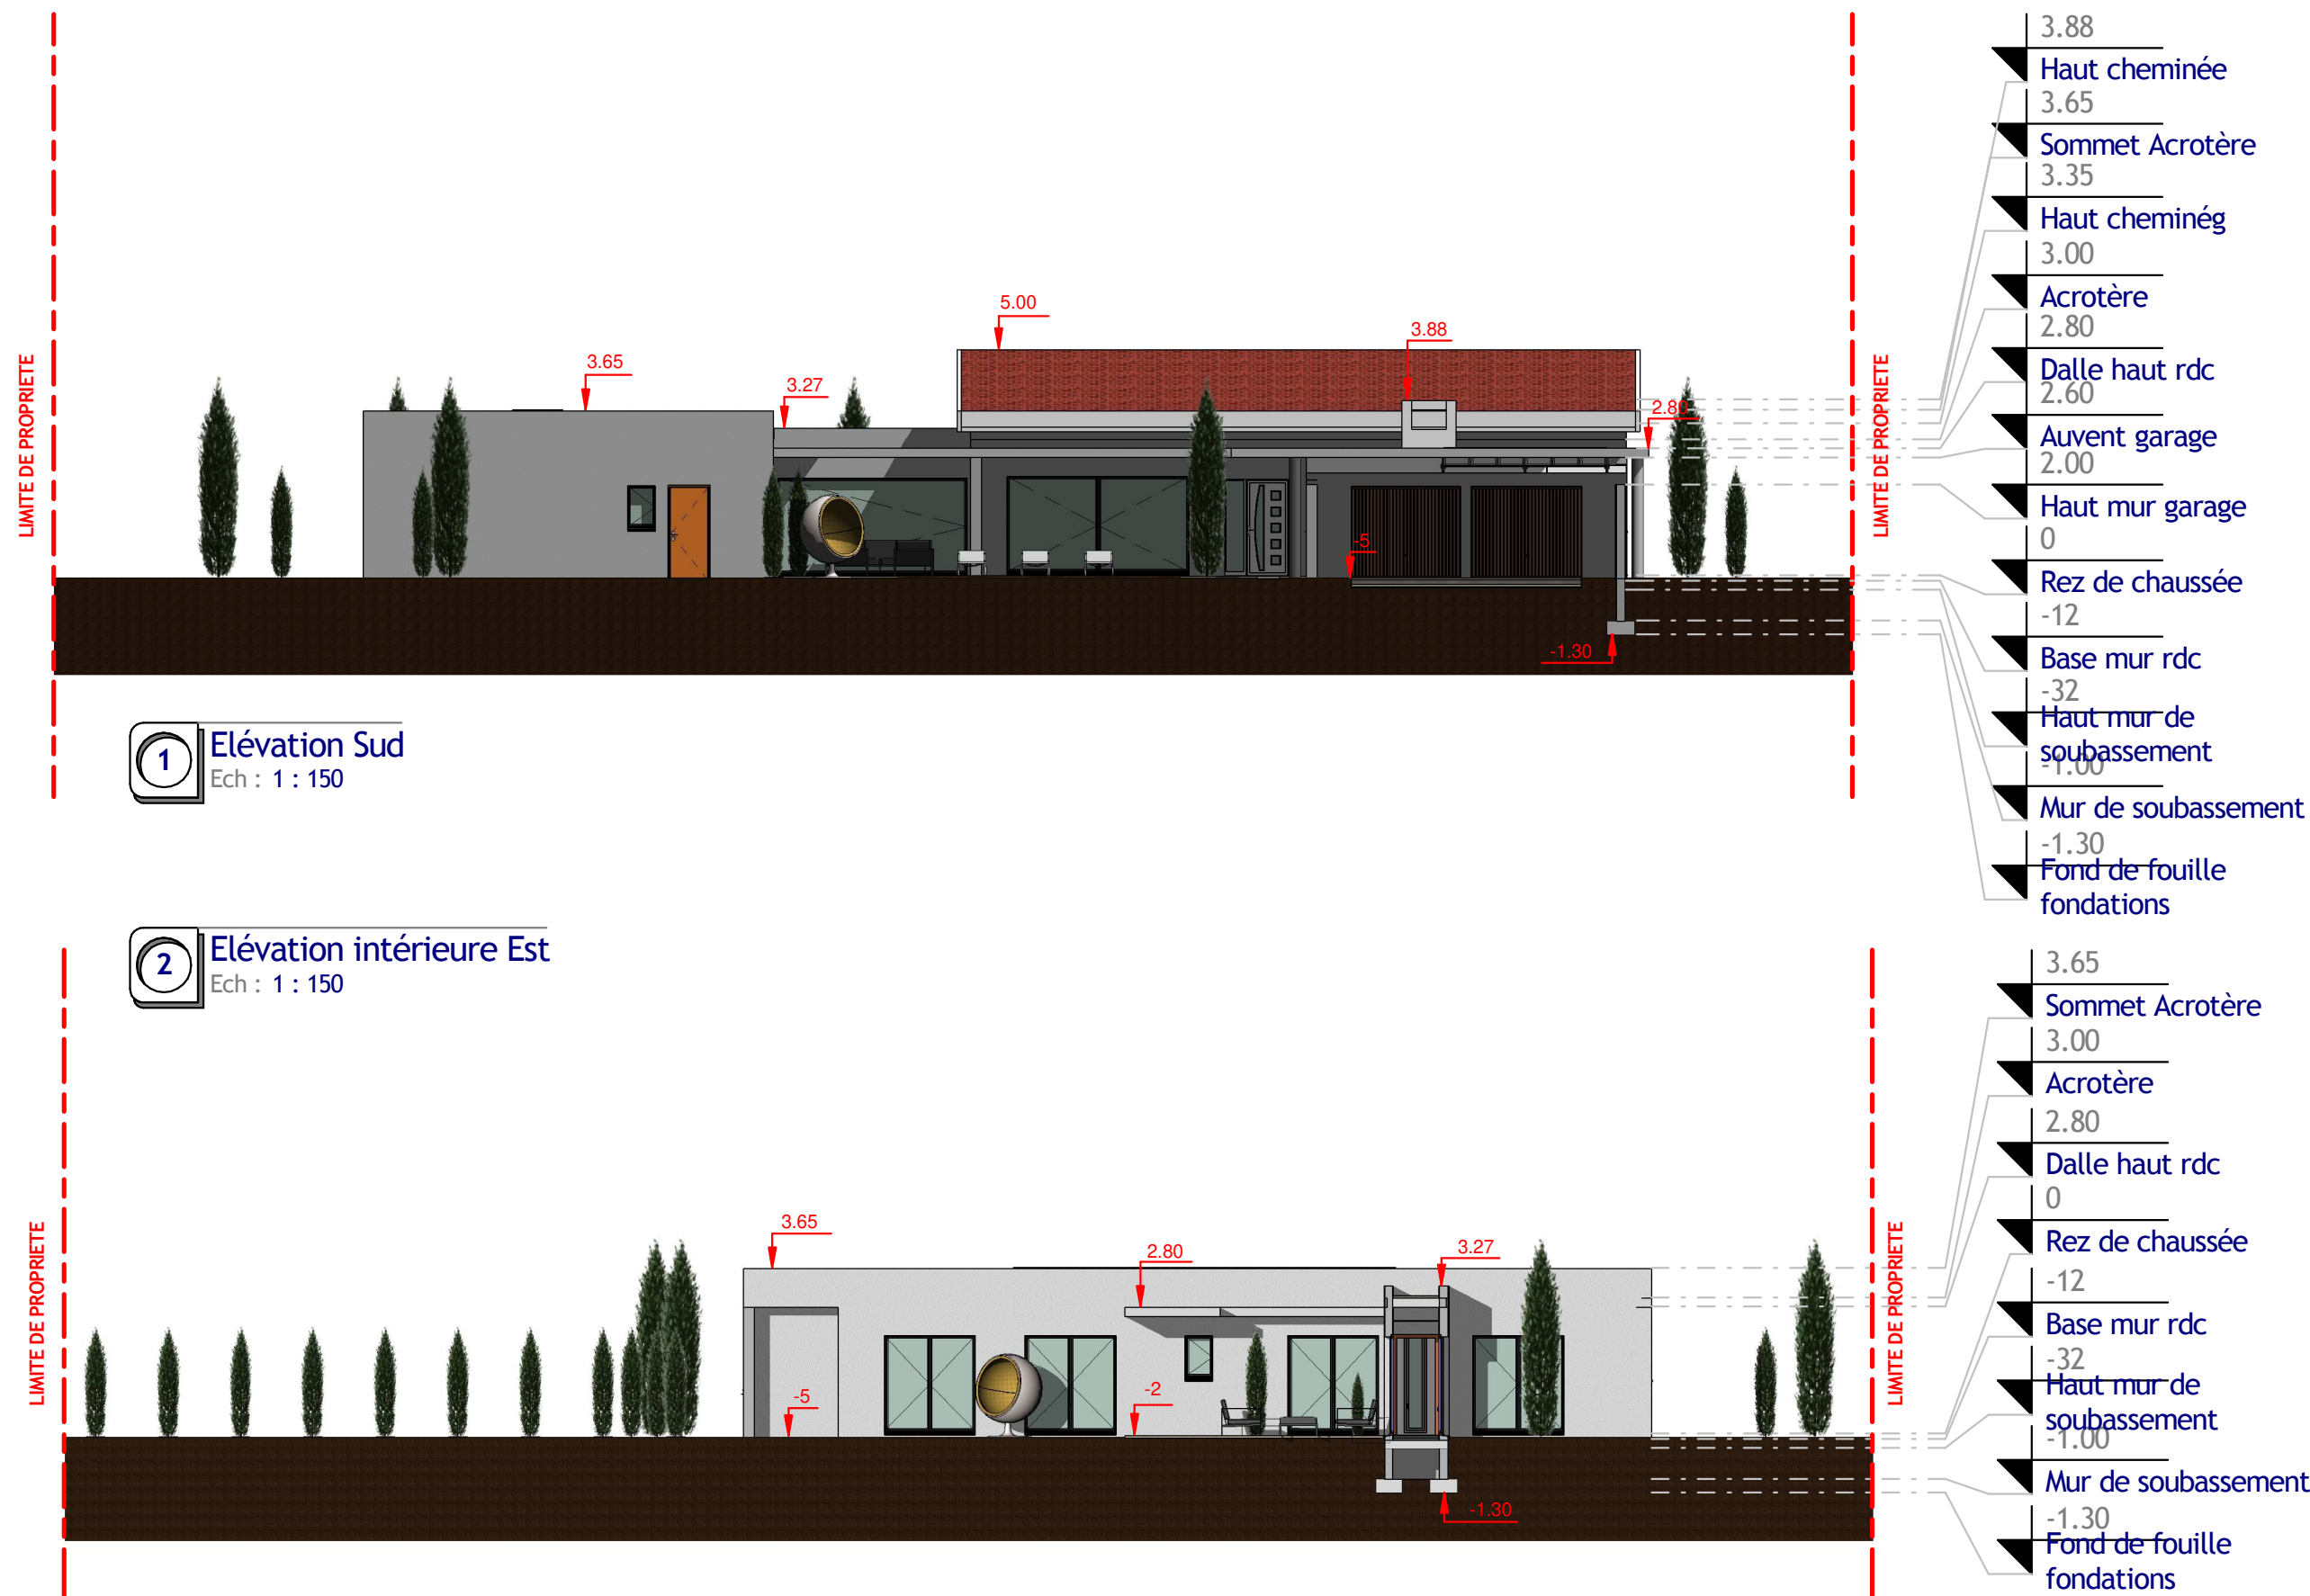 3.88
Haut cheminée
3.65
Sommet Acrotère
3.35
Haut cheminég
3.00
Acrotère
2.80
Dalle haut rdc
2.60
Auvent garage
2.00
Haut mur garage
0
Rez de chaussée
-12
Base mur rdc
-32
Haut mur de
soubassement
-1.00
Mur de soubassement
-1.30
Fond de fouille
fondations
LIMITE DE PROPRIETE
3.65
3.27
5.00
3.88
2.80
-5
-1.30
LIMITE DE PROPRIETE
1
Elévation Sud
Ech : 1 : 150
2
Elévation intérieure Est
Ech : 1 : 150
LIMITE DE PROPRIETE
3.65
2.80
3.27
-5
-2
-1.30
LIMITE DE PROPRIETE
3.65
Sommet Acrotère
3.00
Acrotère
2.80
Dalle haut rdc
0
Rez de chaussée
-12
Base mur rdc
-32
Haut mur de
soubassement
-1.00
Mur de soubassement
-1.30
Fond de fouille
fondations